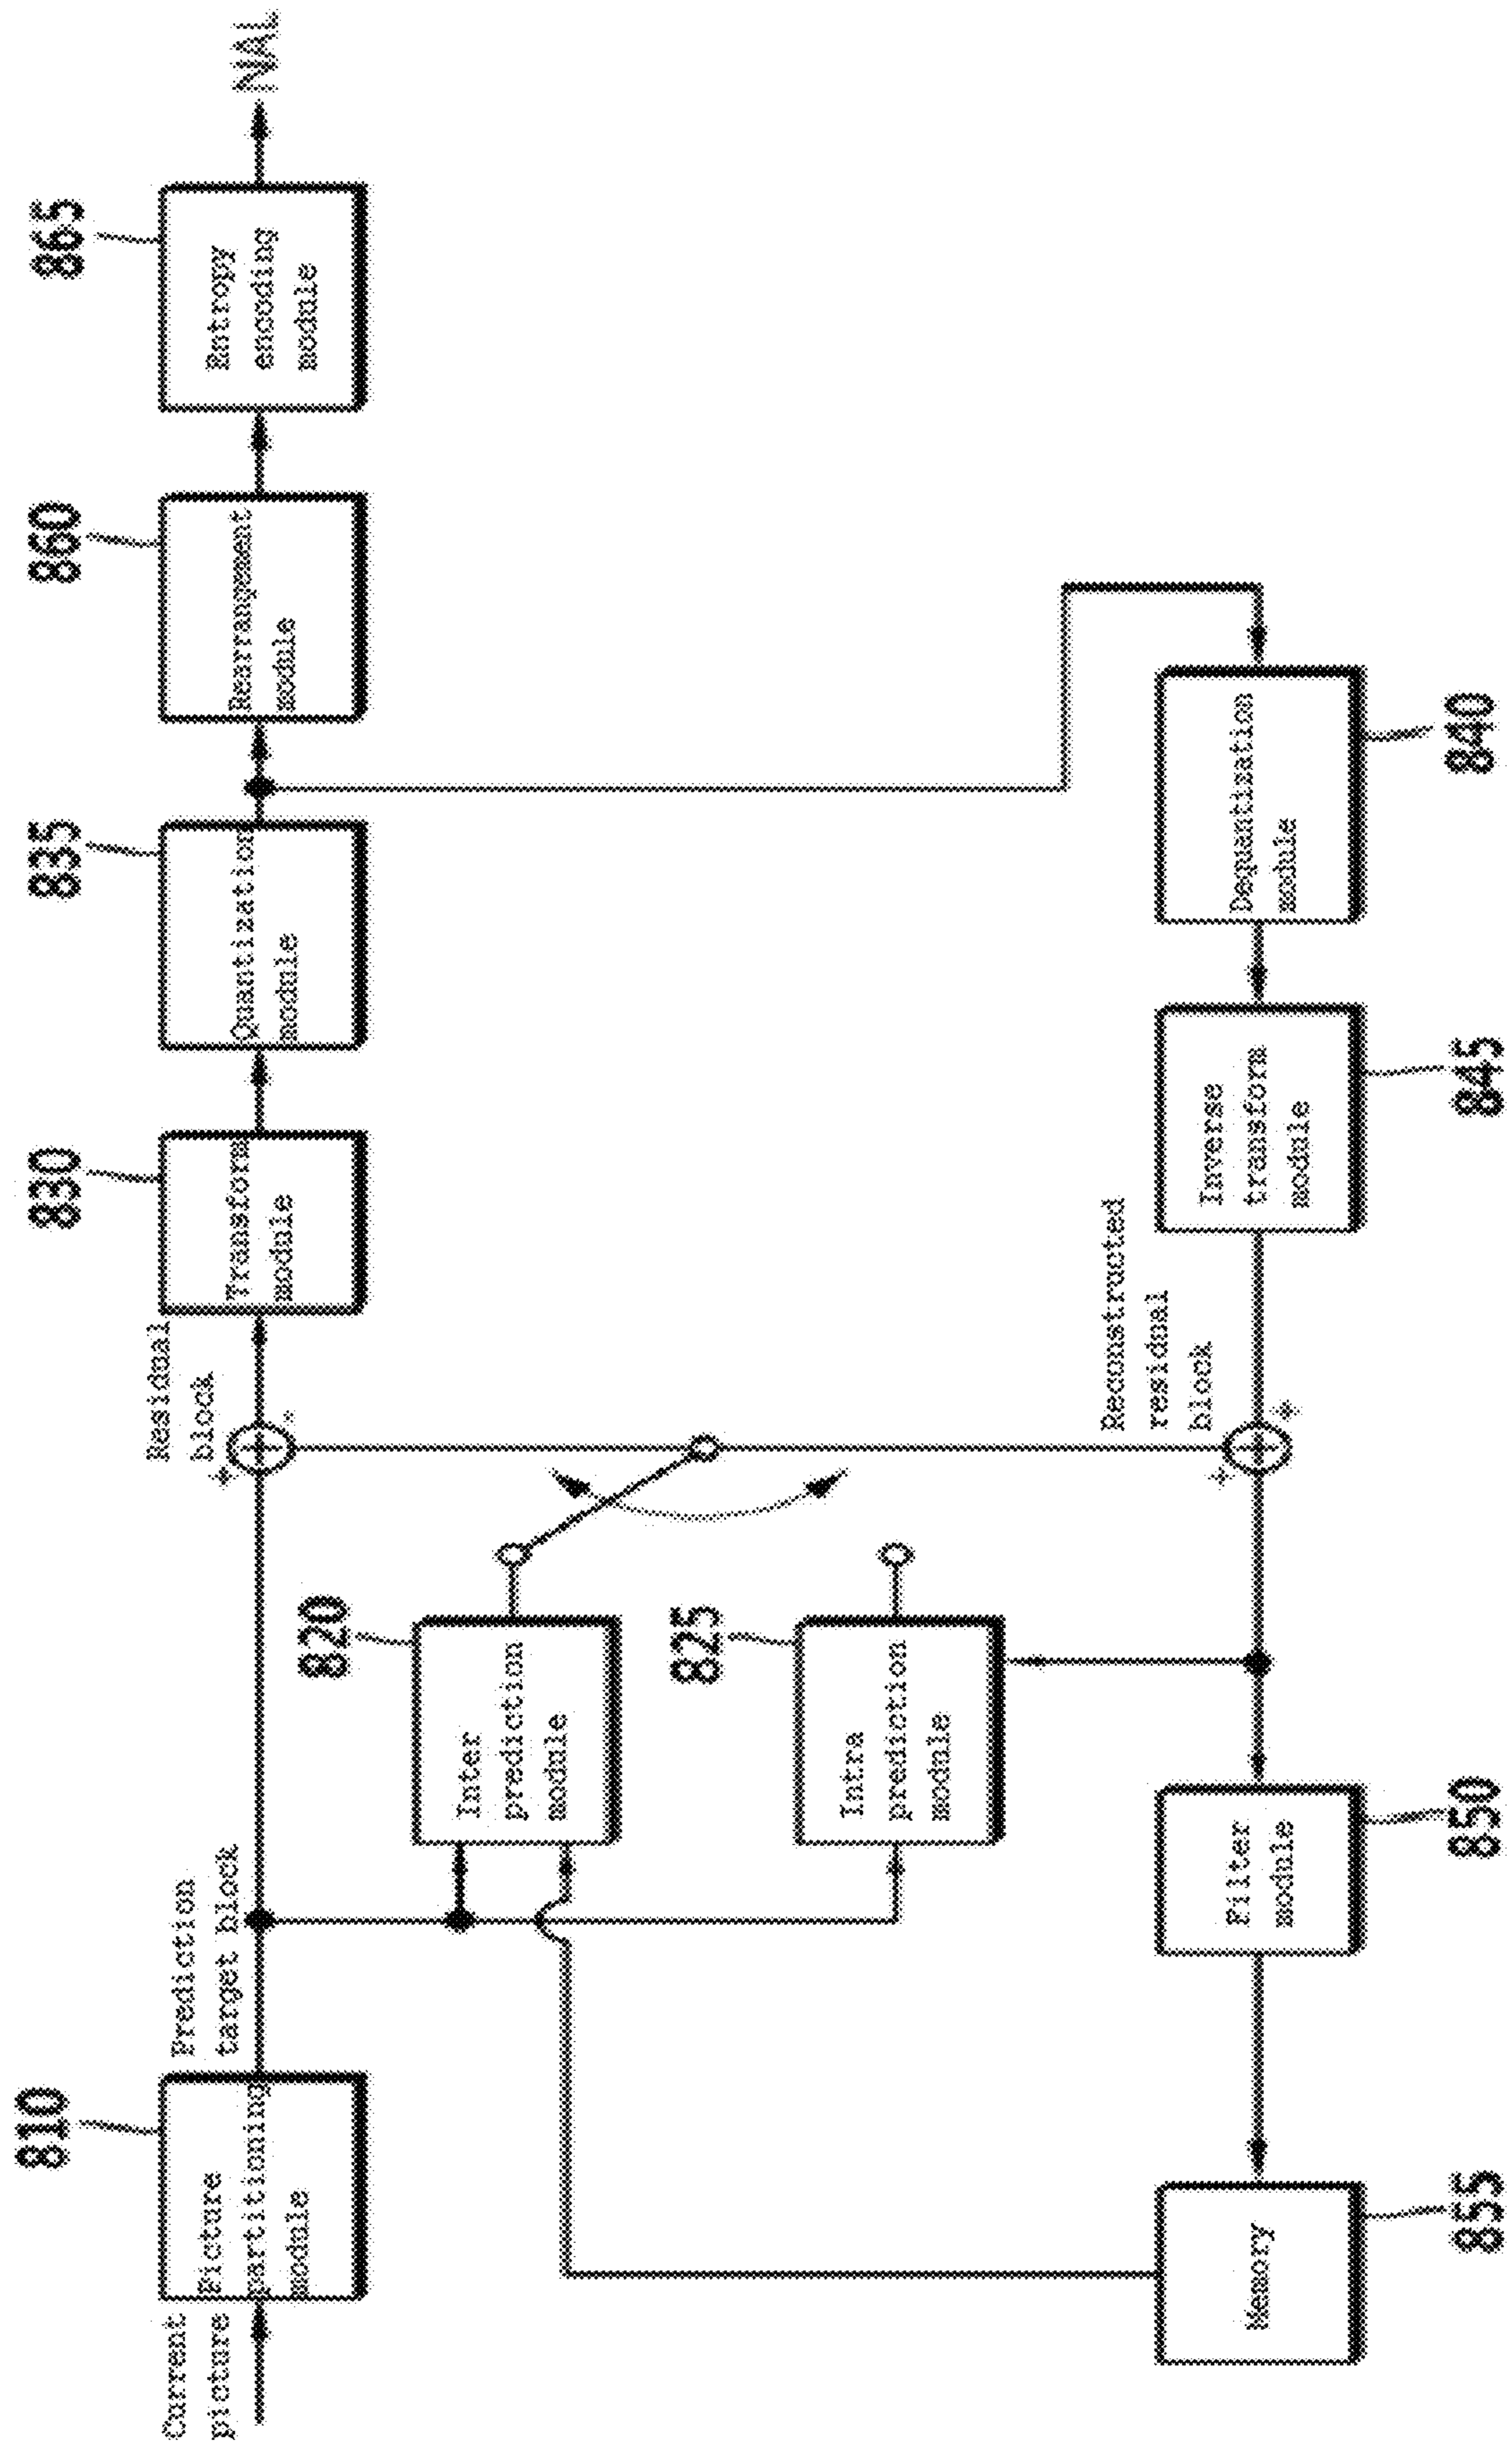 810
820
825
830
835
860
865
Current
picture
Picture
partitioning
module
Prediction
target block
Inter
prediction
module
Intra
prediction
module
+
-
Residual
block
Transform
module
Quantization
module
Rearrangement
module
Entropy
encoding
module
NAL
Memory
Filter
module
+
+
Reconstructed
residual
block
Inverse
transform
module
Dequantization
module
855
850
845
840